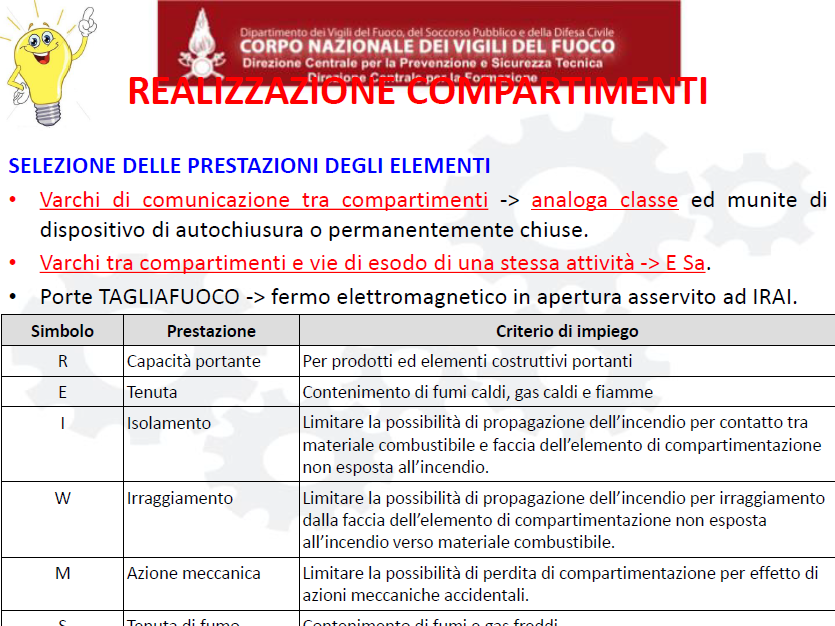 Dipartimento dei Vigili del Fuoco, del Soccorso Pubblico e della Difesa Civile
CORPO NAZIONALE DEI VIGILI DEL FUOCO
Direzione Centrale per la Prevenzione e Sicurezza Tecnica
Direzione Centrale per la Formazione
REALIZZAZIONE COMPARTIMENTI
SELEZIONE DELLE PRESTAZIONI DEGLI ELEMENTI
• Varchi di comunicazione tra compartimenti -> analoga classe ed munite di
dispositivo di autochiusura o permanentemente chiuse.
• Varchi tra compartimenti e vie di esodo di una stessa attività -> E Sa.
• Porte TAGLIAFUOCO -> fermo elettromagnetico in apertura asservito ad IRAI.
Simbolo Prestazione Criterio di impiego
R Capacità portante Per prodotti ed elementi costruttivi portanti
E Tenuta Contenimento di fumi caldi, gas caldi e fiamme
I Isolamento Limitare la possibilità di propagazione dell'incendio per contatto tra
materiale combustibile e faccia dell'elemento di compartimentazione
non esposta all'incendio.
W Irraggiamento Limitare la possibilità di propagazione dell'incendio per irraggiamento
dalla faccia dell'elemento di compartimentazione non esposta
all'incendio verso materiale combustibile.
M Azione meccanica Limitare la possibilità di perdita di compartimentazione per effetto di
azioni meccaniche accidentali.
S Tenuta di fumo Contenimento di fumi e gas freddi